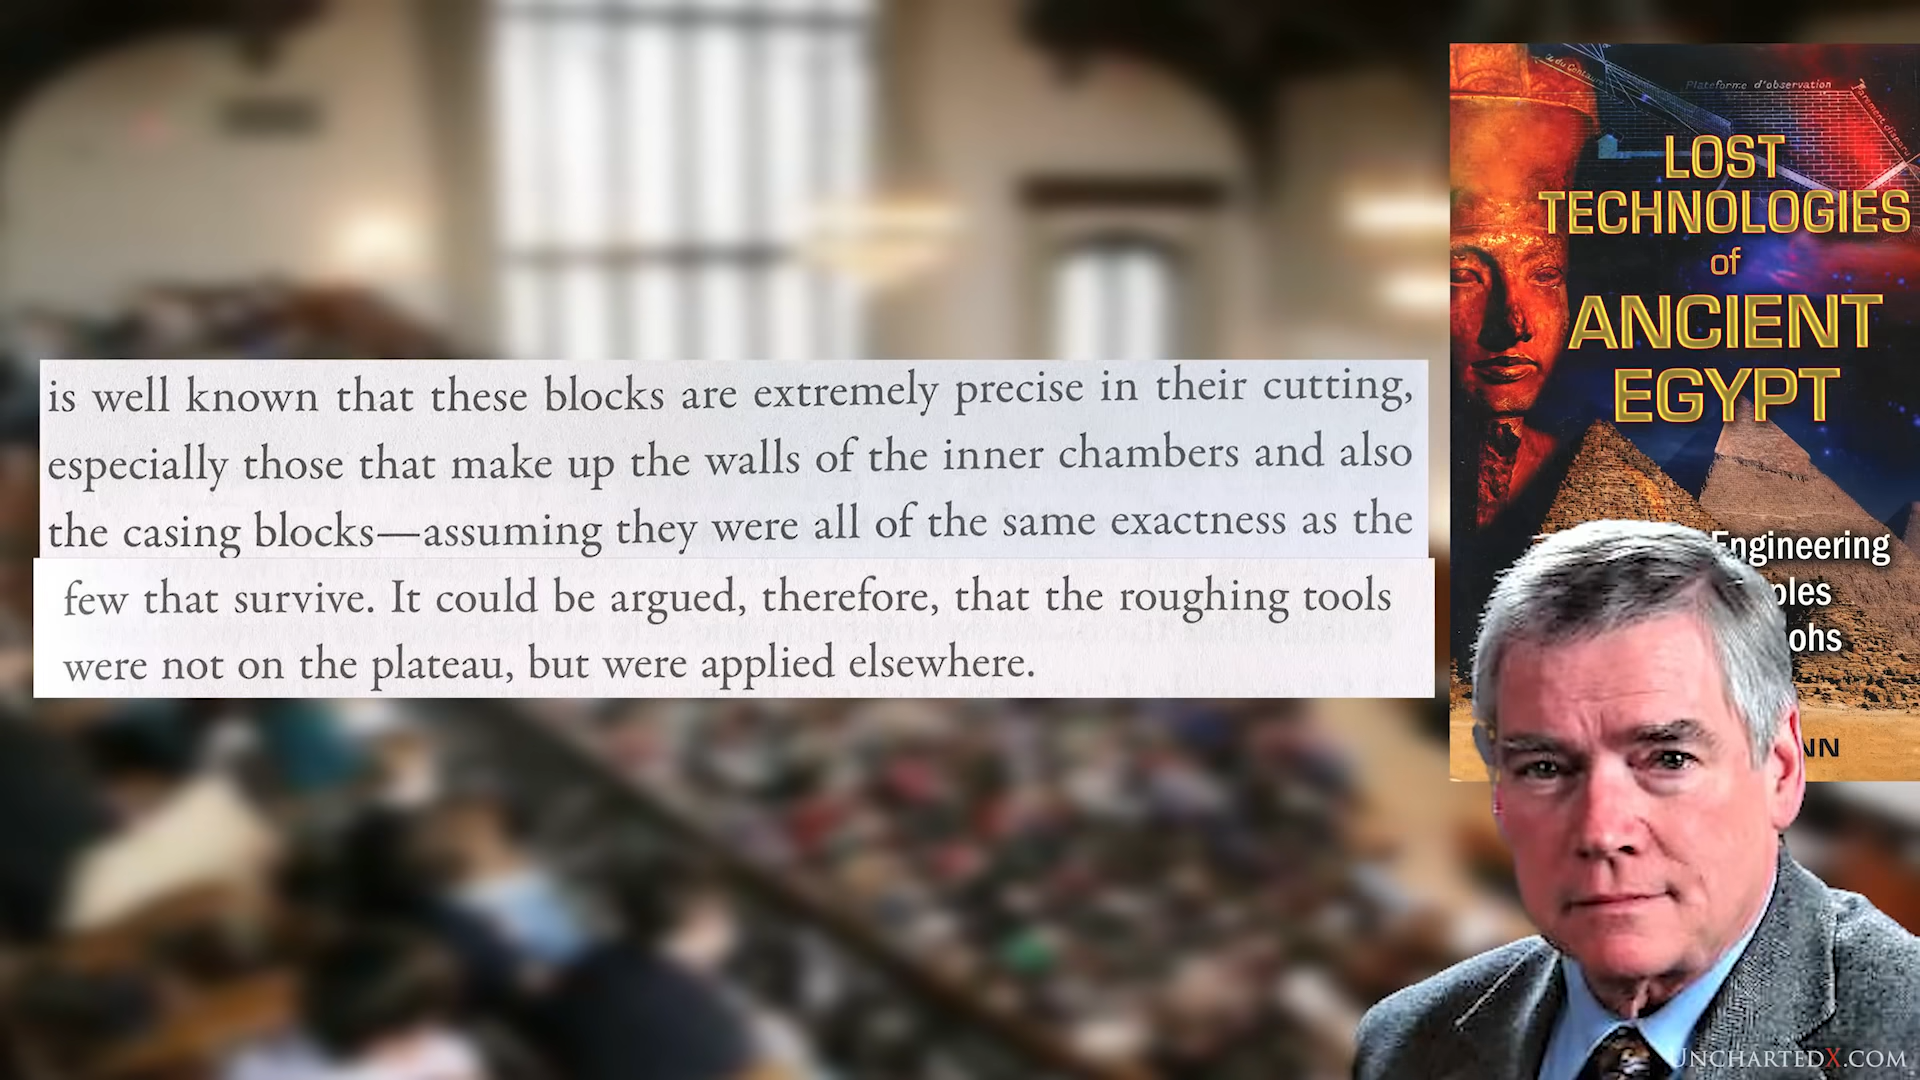 is well known that these blocks are extremely precise in their cutting,
especially those that make up the walls of the inner chambers and also
the casing blocks—assuming they were all of the same exactness as the
few that survive. It could be argued, therefore, that the roughing tools
were not on the plateau, but were applied elsewhere.
Plateforme d'observation
LOST
TECHNOLOGIES
of
ANCIENT
EGYPT
Engineering
ples
ohs
NN
UNCHARTEDX.COM